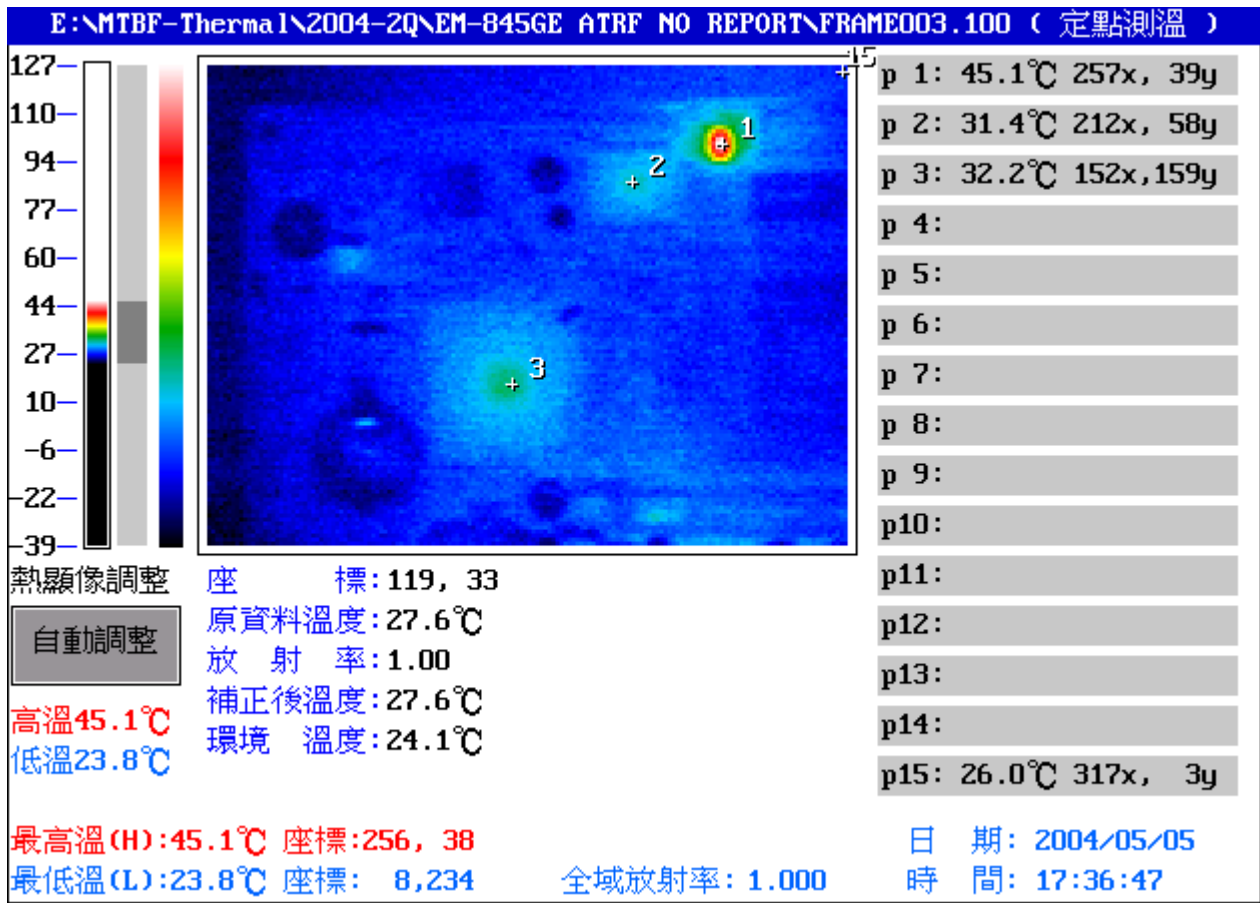 E:\MTBF-Thermal\2004-2Q\EM-845GE ATRF NO REPORT\FRAME003.100 ( 定點測溫 )
127
110
94
77
60
44
27
10
-6
-22
-39
15
1
2
3
p 1: 45.1℃ 257x, 39y
p 2: 31.4℃ 212x, 58y
p 3: 32.2℃ 152x,159y
p 4:
p 5:
p 6:
p 7:
p 8:
p 9:
p10:
p11:
p12:
p13:
p14:
p15: 26.0℃ 317x, 3y
熱顯像調整
自動調整
高溫45.1℃
低溫23.8℃
座 標:119, 33
原資料溫度:27.6℃
放 射 率:1.00
補正後溫度:27.6℃
環境 溫度:24.1℃
最高溫(H):45.1℃ 座標:256, 38
最低溫(L):23.8℃ 座標: 8,234
全域放射率: 1.000
日 期: 2004/05/05
時 間: 17:36:47